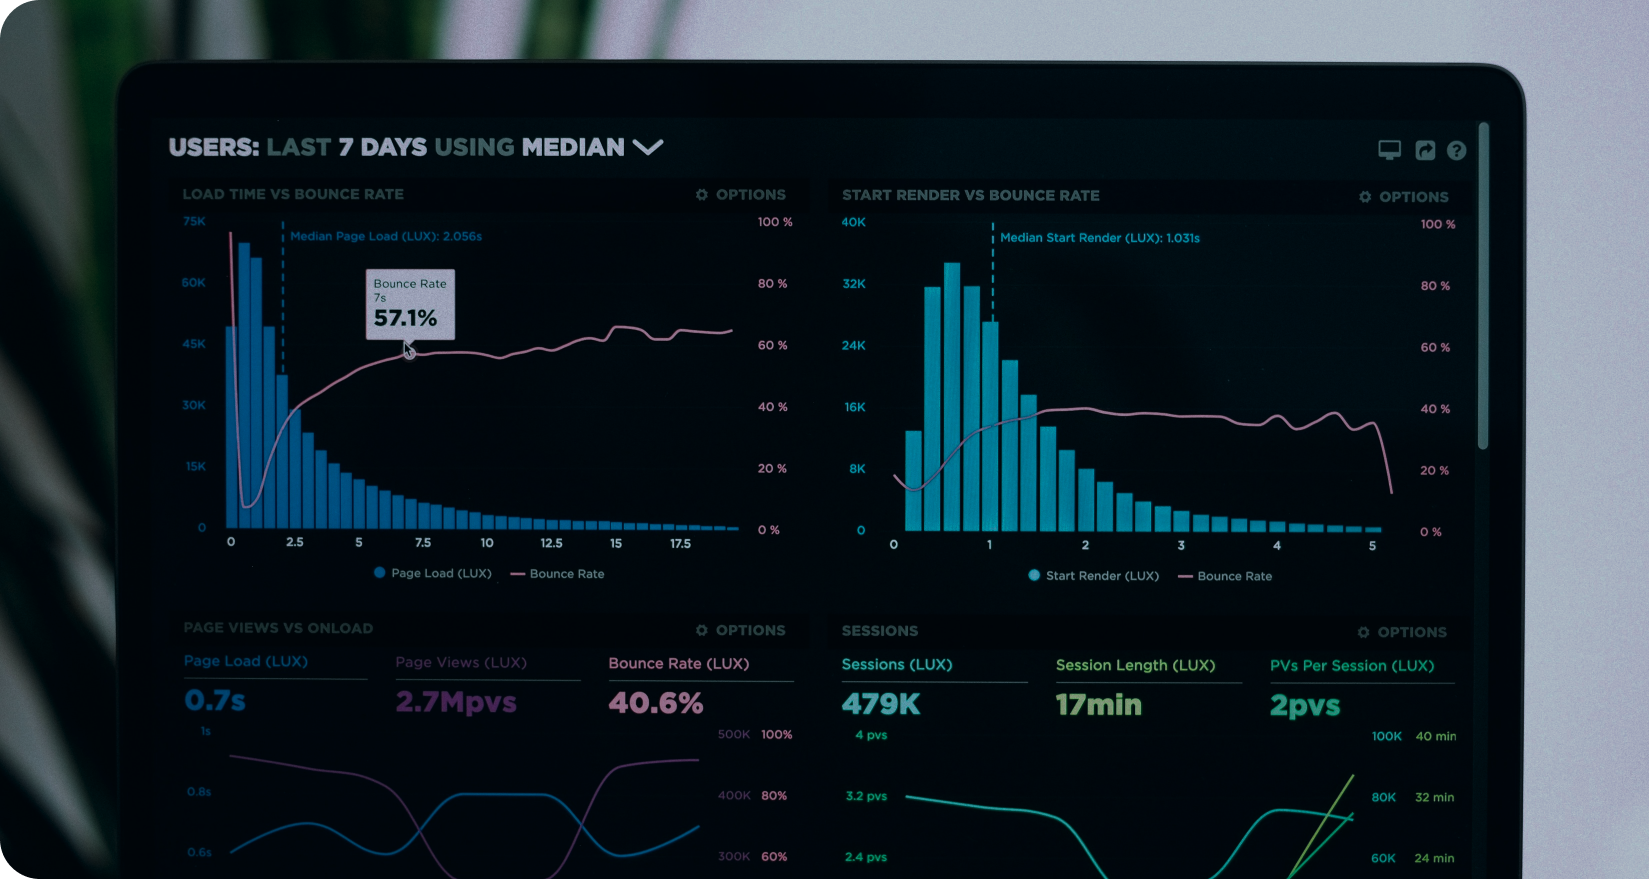 USERS: LAST 7 DAYS USING MEDIAN
LOAD TIME VS BOUNCE RATE
OPTIONS
75K
60K
45K
30K
15K
0
Median Page Load (LUX): 2.056s
Bounce Rate
7s
57.1%
100 %
80 %
60 %
40 %
20 %
0 %
0 2.5 5 7.5 10 12.5 15 17.5
Page Load (LUX) Bounce Rate
START RENDER VS BOUNCE RATE
OPTIONS
40K
32K
24K
16K
8K
0
Median Start Render (LUX): 1.031s
100 %
80 %
60 %
40 %
20 %
0 %
0 1 2 3 4 5
Start Render (LUX) Bounce Rate
PAGE VIEWS VS ONLOAD
OPTIONS
Page Load (LUX)
0.7s
Page Views (LUX)
2.7Mpvs
Bounce Rate (LUX)
40.6%
1s
0.8s
0.6s
500K 100%
400K 80%
300K 60%
SESSIONS
OPTIONS
Sessions (LUX)
479K
Session Length (LUX)
17min
PVs Per Session (LUX)
2pvs
4 pvs
3.2 pvs
2.4 pvs
100K 40 min
80K 32 min
60K 24 min